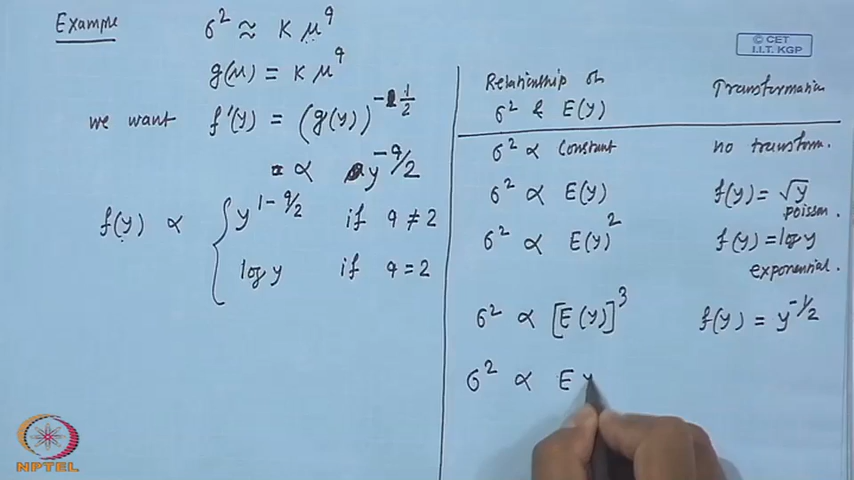 Example
σ² ≈ K μ^q
g(μ) = K μ^q
we want f'(y) = (g(y))^-1/2
∝ y^-q/2
f(y) ∝ { y^1-q/2 if q ≠ 2
log y if q = 2
© CET
I.I.T. KGP
Relationship of σ² & E(y) Transformation
σ² ∝ Constant no transform.
σ² ∝ E(y) f(y) = √y
poisson.
σ² ∝ E(y)² f(y) = log y
exponential.
σ² ∝ [E(y)]³ f(y) = y^-1/2
σ² ∝ E
NPTEL